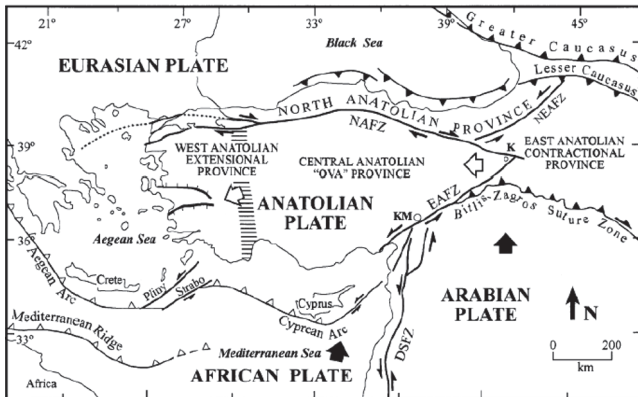 21°
27°
33°
39°
45°
42°
Black Sea
Greater Caucasus
EURASIAN PLATE
Lesser Caucasus
NORTH ANATOLIAN PROVINCE
NAFZ
NEAFZ
39°
39°
WEST ANATOLIAN
EXTENSIONAL
PROVINCE
CENTRAL ANATOLIAN
"OVA" PROVINCE
K
EAST ANATOLIAN
CONTRACTIONAL
PROVINCE
ANATOLIAN
PLATE
EAFZ
KM
Bitlis-Zagros Suture Zone
36°
36°
Aegean Sea
Aegean Arc
Crete
Pliny
Strabo
Cyprus
Cyprean Arc
ARABIAN
PLATE
N
DSFZ
Mediterranean Ridge
33°
33°
Mediterranean Sea
0 200
km
Africa
AFRICAN PLATE